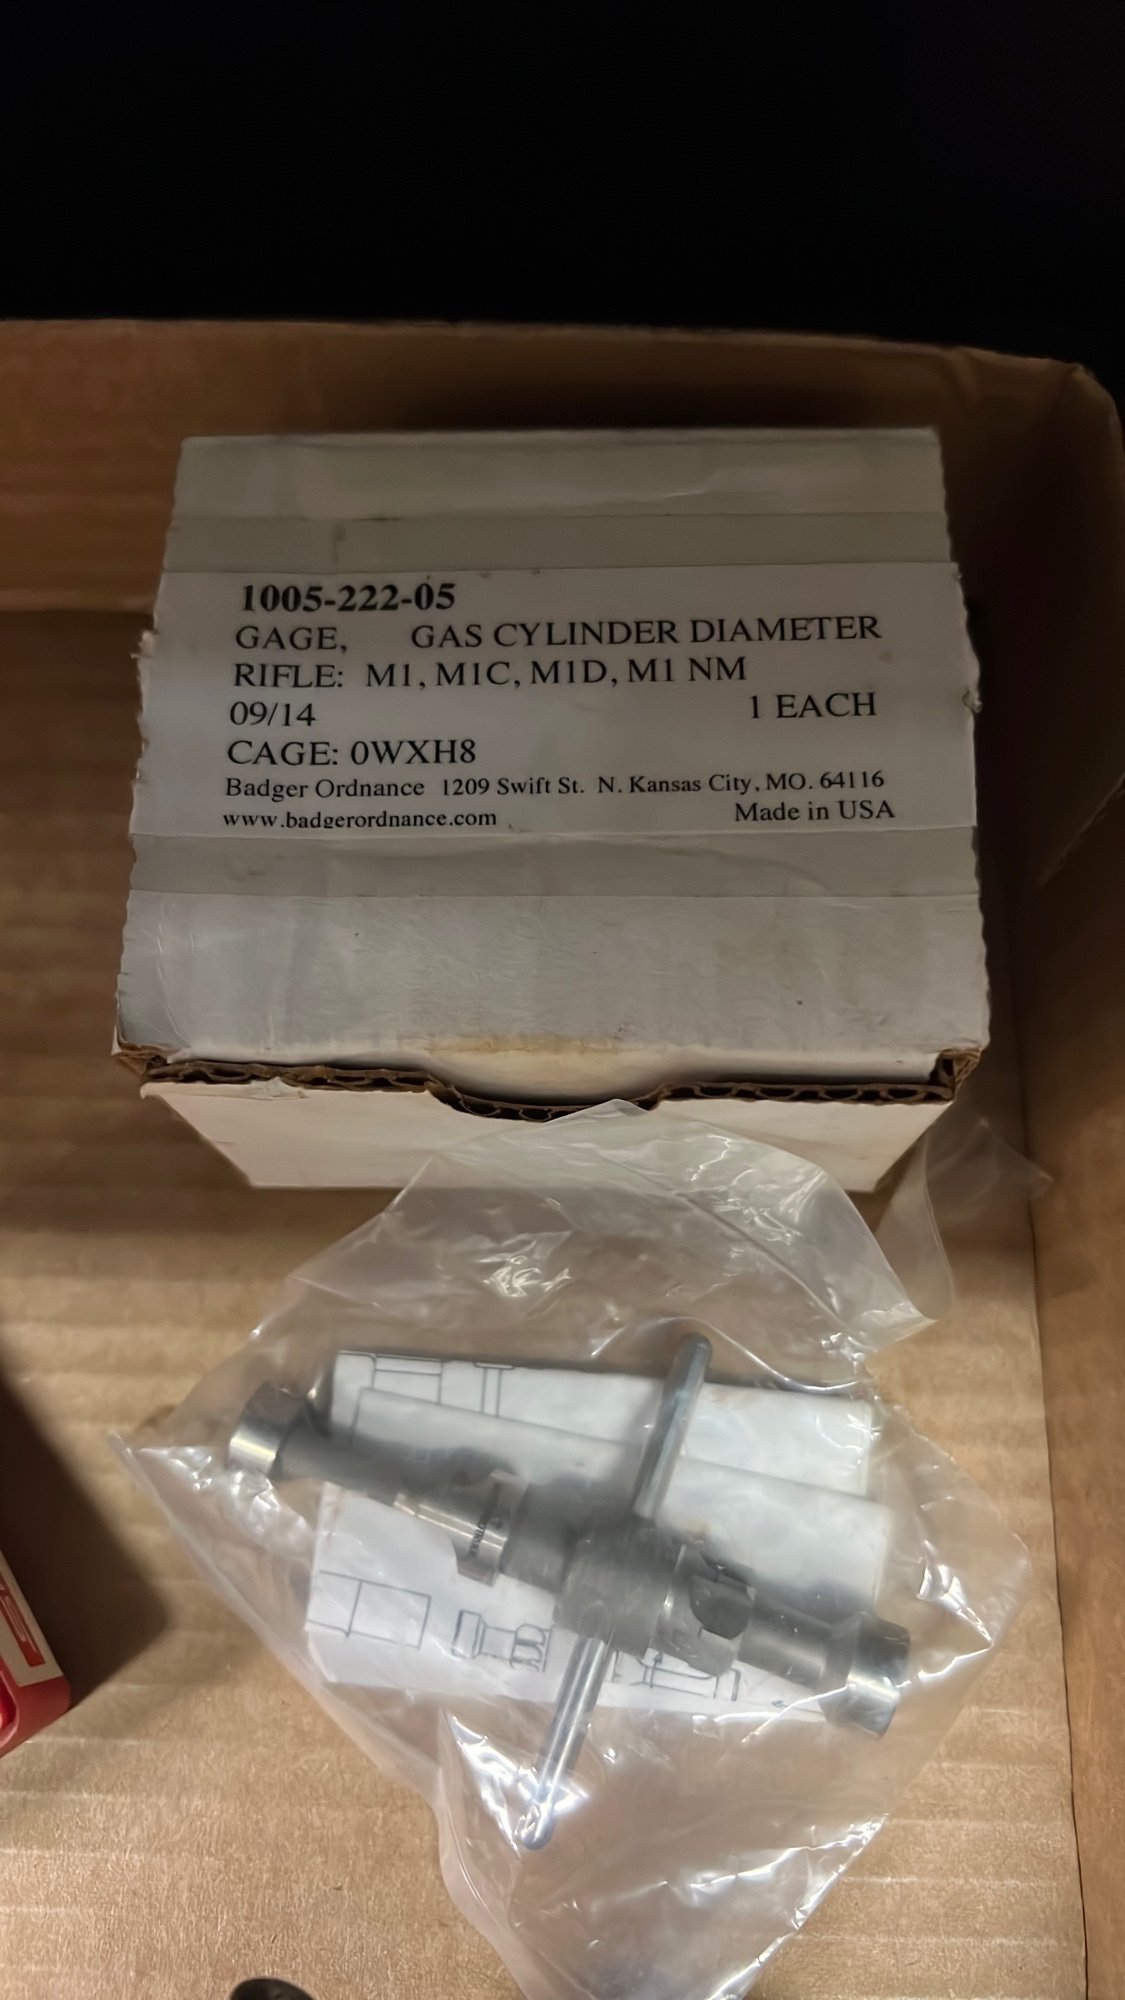 1005-222-05
GAGE, GAS CYLINDER DIAMETER
RIFLE: M1, M1C, M1D, M1 NM
09/14 1 EACH
CAGE: 0WXH8
Badger Ordnance 1209 Swift St. N. Kansas City, MO. 64116
www.badgerordnance.com Made in USA